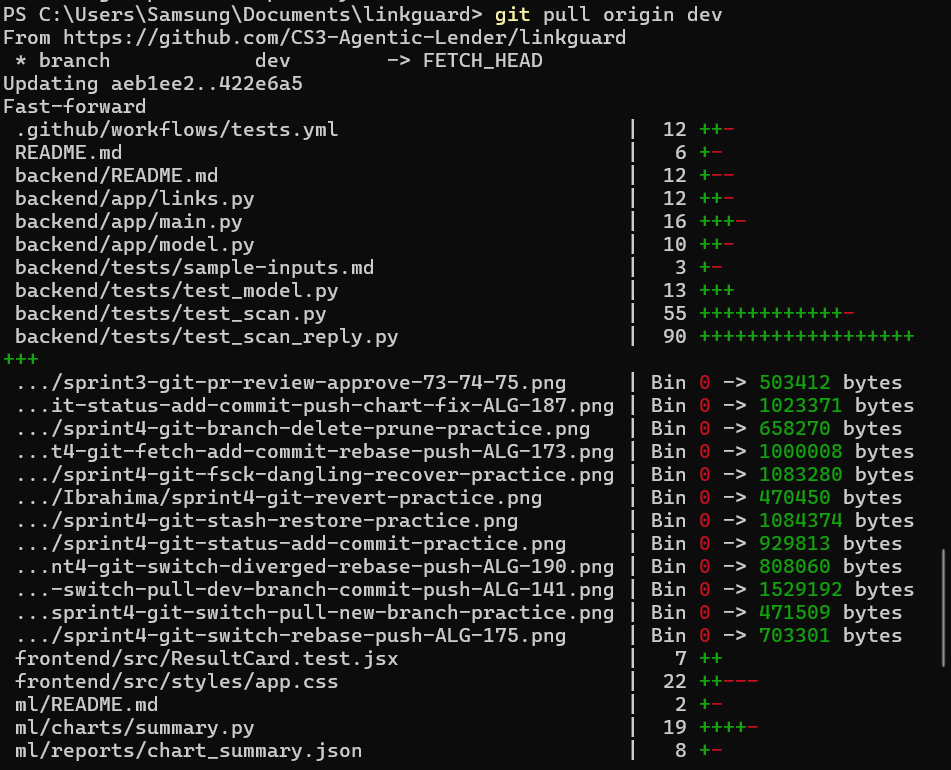 PS C:\Users\Samsung\Documents\linkguard> git pull origin dev
From https://github.com/CS3-Agentic-Lender/linkguard
 * branch            dev        -> FETCH_HEAD
Updating aeb1ee2..422e6a5
Fast-forward
 .github/workflows/tests.yml                        |  12 ++-
 README.md                                          |   6 +-
 backend/README.md                                  |  12 +--
 backend/app/links.py                               |  12 ++-
 backend/app/main.py                                |  16 +++-
 backend/app/model.py                               |  10 ++-
 backend/tests/sample-inputs.md                     |   3 +-
 backend/tests/test_model.py                        |  13 +++
 backend/tests/test_scan.py                         |  55 ++++++++++++-
 backend/tests/test_scan_reply.py                   |  90 ++++++++++++++++++
+++
 .../sprint3-git-pr-review-approve-73-74-75.png     | Bin 0 -> 503412 bytes
 ...it-status-add-commit-push-chart-fix-ALG-187.png | Bin 0 -> 1023371 bytes
 .../sprint4-git-branch-delete-prune-practice.png   | Bin 0 -> 658270 bytes
 ...t4-git-fetch-add-commit-rebase-push-ALG-173.png | Bin 0 -> 1000008 bytes
 .../sprint4-git-fsck-dangling-recover-practice.png | Bin 0 -> 1083280 bytes
 .../Ibrahima/sprint4-git-revert-practice.png       | Bin 0 -> 470450 bytes
 .../sprint4-git-stash-restore-practice.png         | Bin 0 -> 1084374 bytes
 .../sprint4-git-status-add-commit-practice.png     | Bin 0 -> 929813 bytes
 ...nt4-git-switch-diverged-rebase-push-ALG-190.png | Bin 0 -> 808060 bytes
 ...-switch-pull-dev-branch-commit-push-ALG-141.png | Bin 0 -> 1529192 bytes
 ...sprint4-git-switch-pull-new-branch-practice.png | Bin 0 -> 471509 bytes
 .../sprint4-git-switch-rebase-push-ALG-175.png     | Bin 0 -> 703301 bytes
 frontend/src/ResultCard.test.jsx                   |   7 ++
 frontend/src/styles/app.css                        |  22 ++---
 ml/README.md                                       |   2 +-
 ml/charts/summary.py                               |  19 ++++-
 ml/reports/chart_summary.json                      |   8 +-